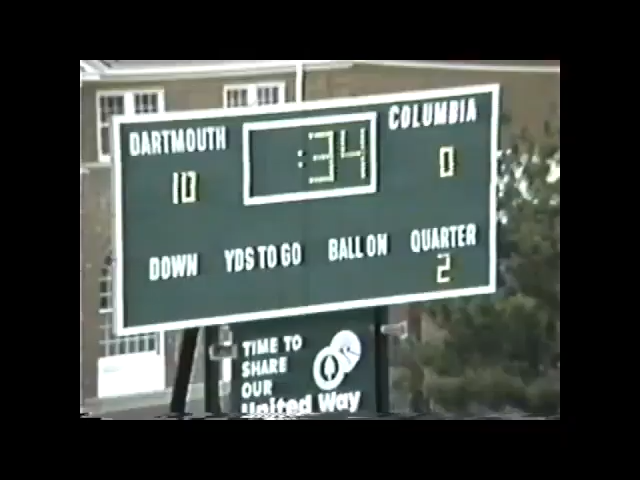 DARTMOUTH :34 COLUMBIA
10 0
DOWN YDS TO GO BALL ON QUARTER
2
TIME TO
SHARE
OUR
United Way